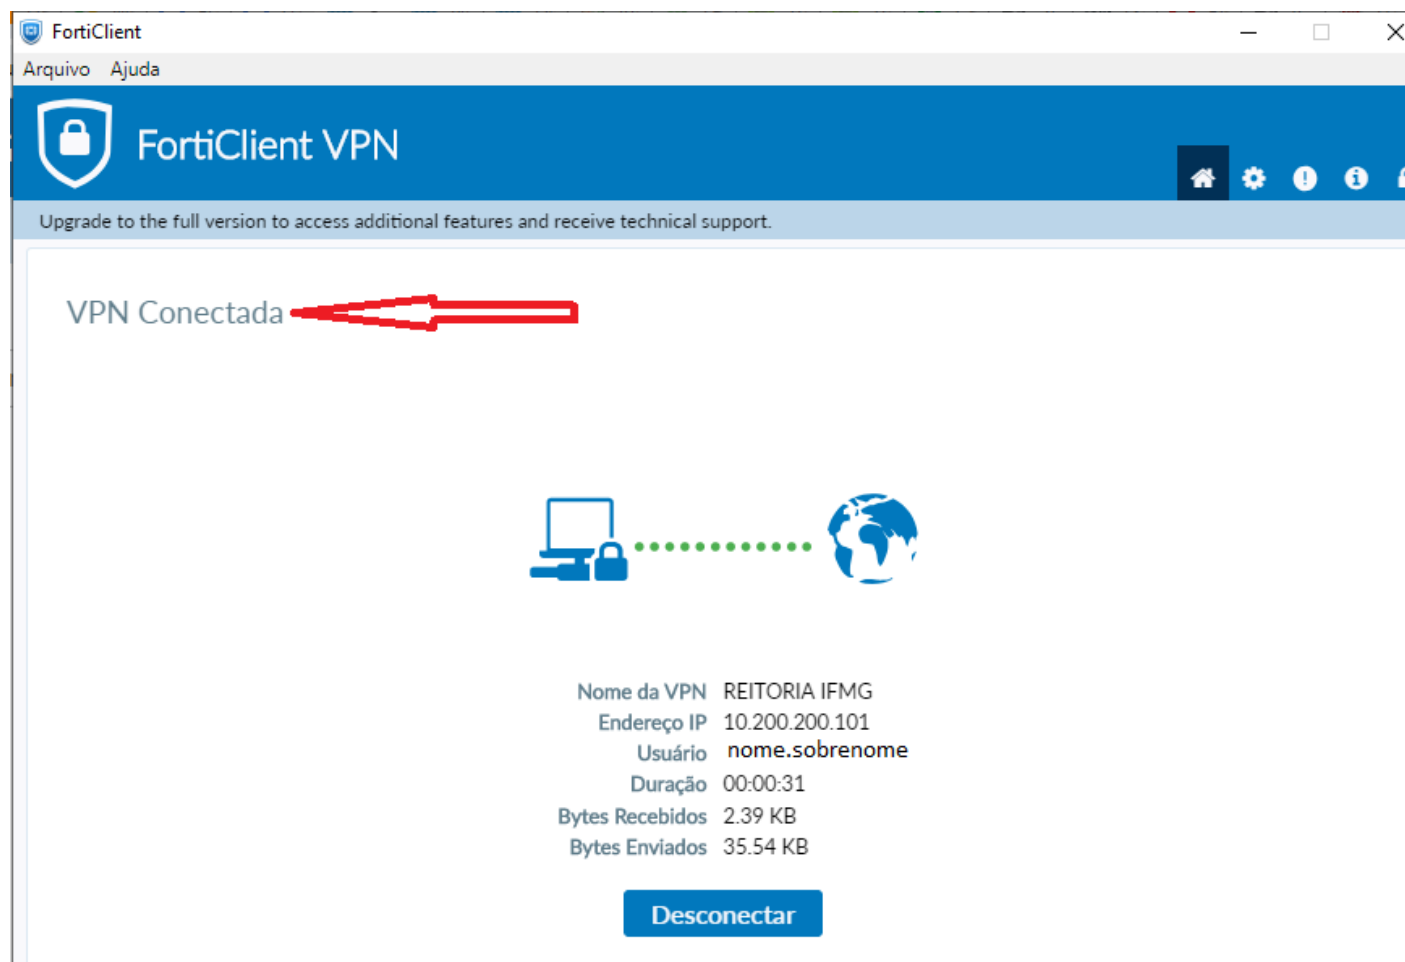 FortiClient
Arquivo Ajuda
FortiClient VPN
Upgrade to the full version to access additional features and receive technical support.
VPN Conectada
Nome da VPN REITORIA IFMG
Endereço IP 10.200.200.101
Usuário nome.sobrenome
Duração 00:00:31
Bytes Recebidos 2.39 KB
Bytes Enviados 35.54 KB
Desconectar